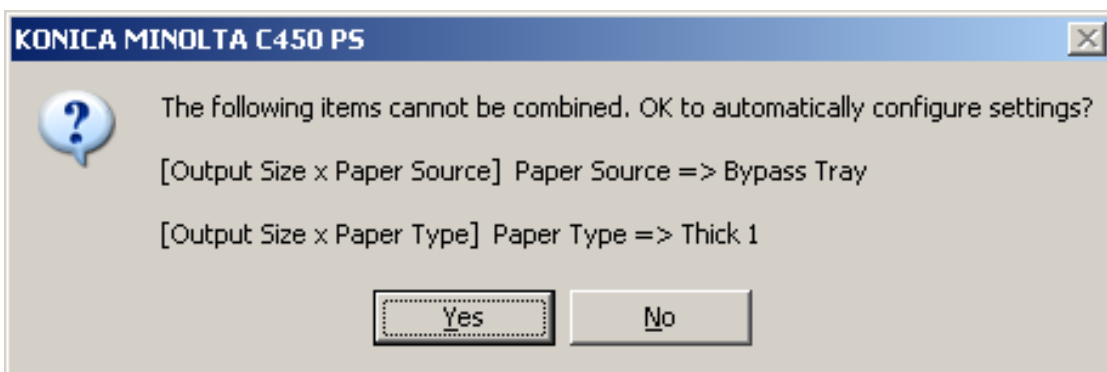 KONICA MINOLTA C450 PS
The following items cannot be combined. OK to automatically configure settings?
[Output Size x Paper Source] Paper Source => Bypass Tray
[Output Size x Paper Type] Paper Type => Thick 1
Yes
No